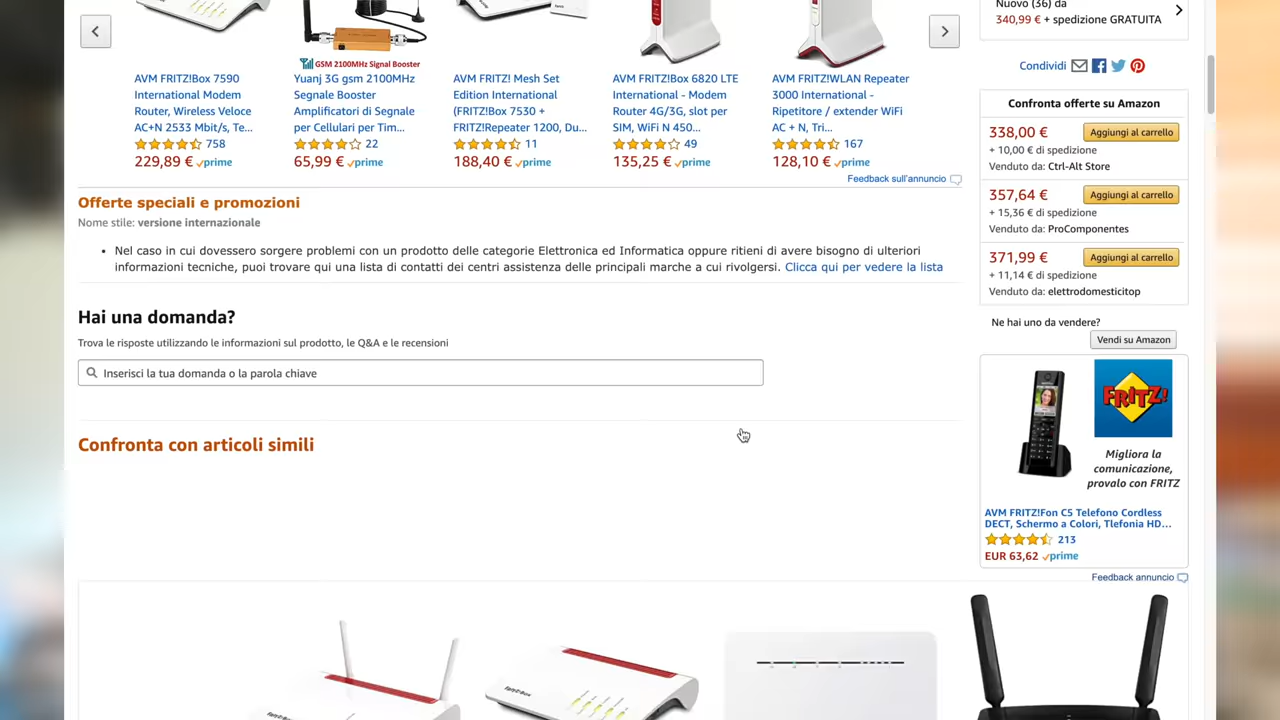 GSM 2100MHz Signal Booster
AVM FRITZ!Box 7590
International Modem
Router, Wireless Veloce
AC+N 2533 Mbit/s, Te...
758
229,89 € prime
Yuanj 3G gsm 2100MHz
Segnale Booster
Amplificatori di Segnale
per Cellulari per Tim...
22
65,99 € prime
AVM FRITZ! Mesh Set
Edition International
(FRITZ!Box 7530 +
FRITZ!Repeater 1200, Du...
11
188,40 € prime
AVM FRITZ!Box 6820 LTE
International - Modem
Router 4G/3G, slot per
SIM, WiFi N 450...
49
135,25 € prime
AVM FRITZ!WLAN Repeater
3000 International -
Ripetitore / extender WiFi
AC + N, Tri...
167
128,10 € prime
Feedback sull'annuncio
Offerte speciali e promozioni
Nome stile: versione internazionale
• Nel caso in cui dovessero sorgere problemi con un prodotto delle categorie Elettronica ed Informatica oppure ritieni di avere bisogno di ulteriori
informazioni tecniche, puoi trovare qui una lista di contatti dei centri assistenza delle principali marche a cui rivolgersi. Clicca qui per vedere la lista
Hai una domanda?
Trova le risposte utilizzando le informazioni sul prodotto, le Q&A e le recensioni
Inserisci la tua domanda o la parola chiave
Confronta con articoli simili
Nuovo (36) da
340,99 € + spedizione GRATUITA
Condividi
Confronta offerte su Amazon
338,00 € Aggiungi al carrello
+ 10,00 € di spedizione
Venduto da: Ctrl-Alt Store
357,64 € Aggiungi al carrello
+ 15,36 € di spedizione
Venduto da: ProComponentes
371,99 € Aggiungi al carrello
+ 11,14 € di spedizione
Venduto da: elettrodomesticitop
Ne hai uno da vendere?
Vendi su Amazon
FRITZ!
Migliora la
comunicazione,
provalo con FRITZ
AVM FRITZ!Fon C5 Telefono Cordless
DECT, Schermo a Colori, Tlefonia HD...
213
EUR 63,62 prime
Feedback annuncio